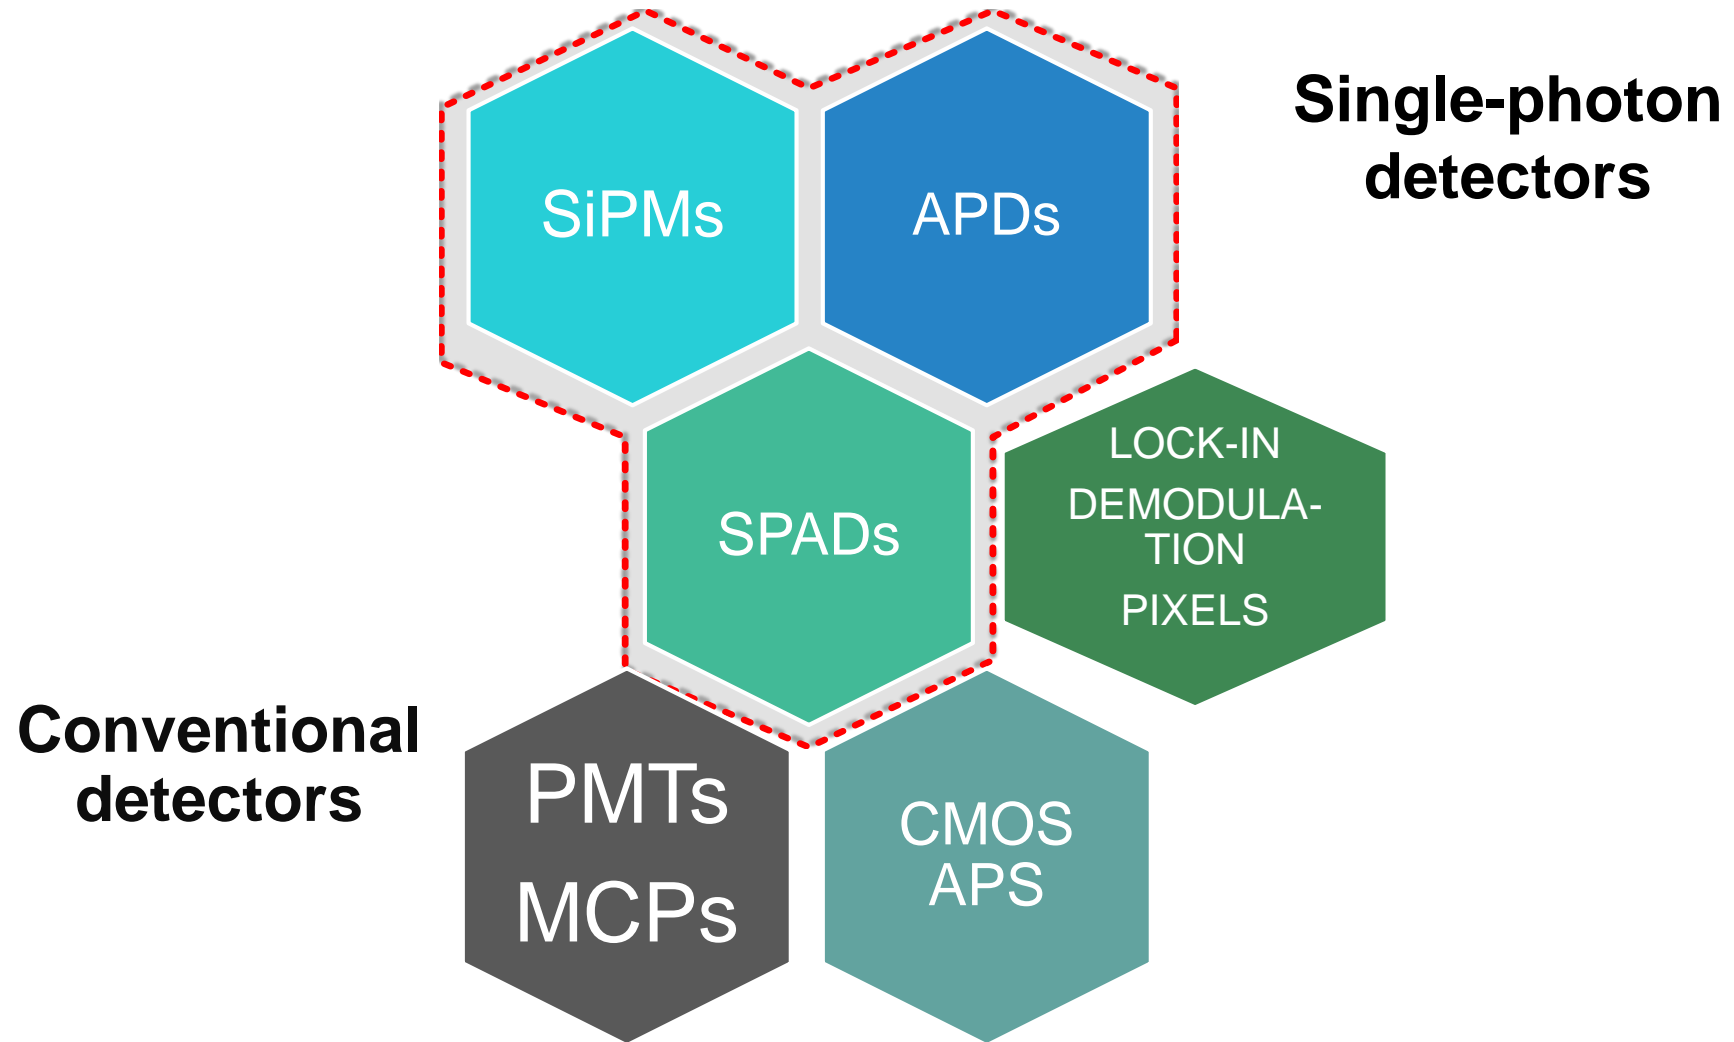 SiPMs
APDs
Single-photon
detectors
SPADs
LOCK-IN
DEMODULA-
TION
PIXELS
Conventional
detectors
PMTs
MCPs
CMOS
APS